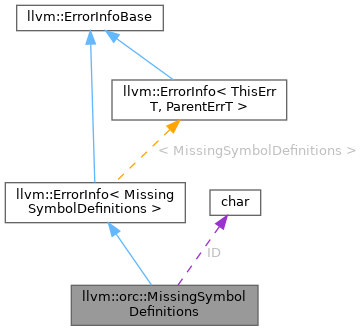 llvm::ErrorInfoBase
llvm::ErrorInfo< ThisErr
T, ParentErrT >
< MissingSymbolDefinitions >
llvm::ErrorInfo< Missing
SymbolDefinitions >
char
ID
llvm::orc::MissingSymbol
Definitions